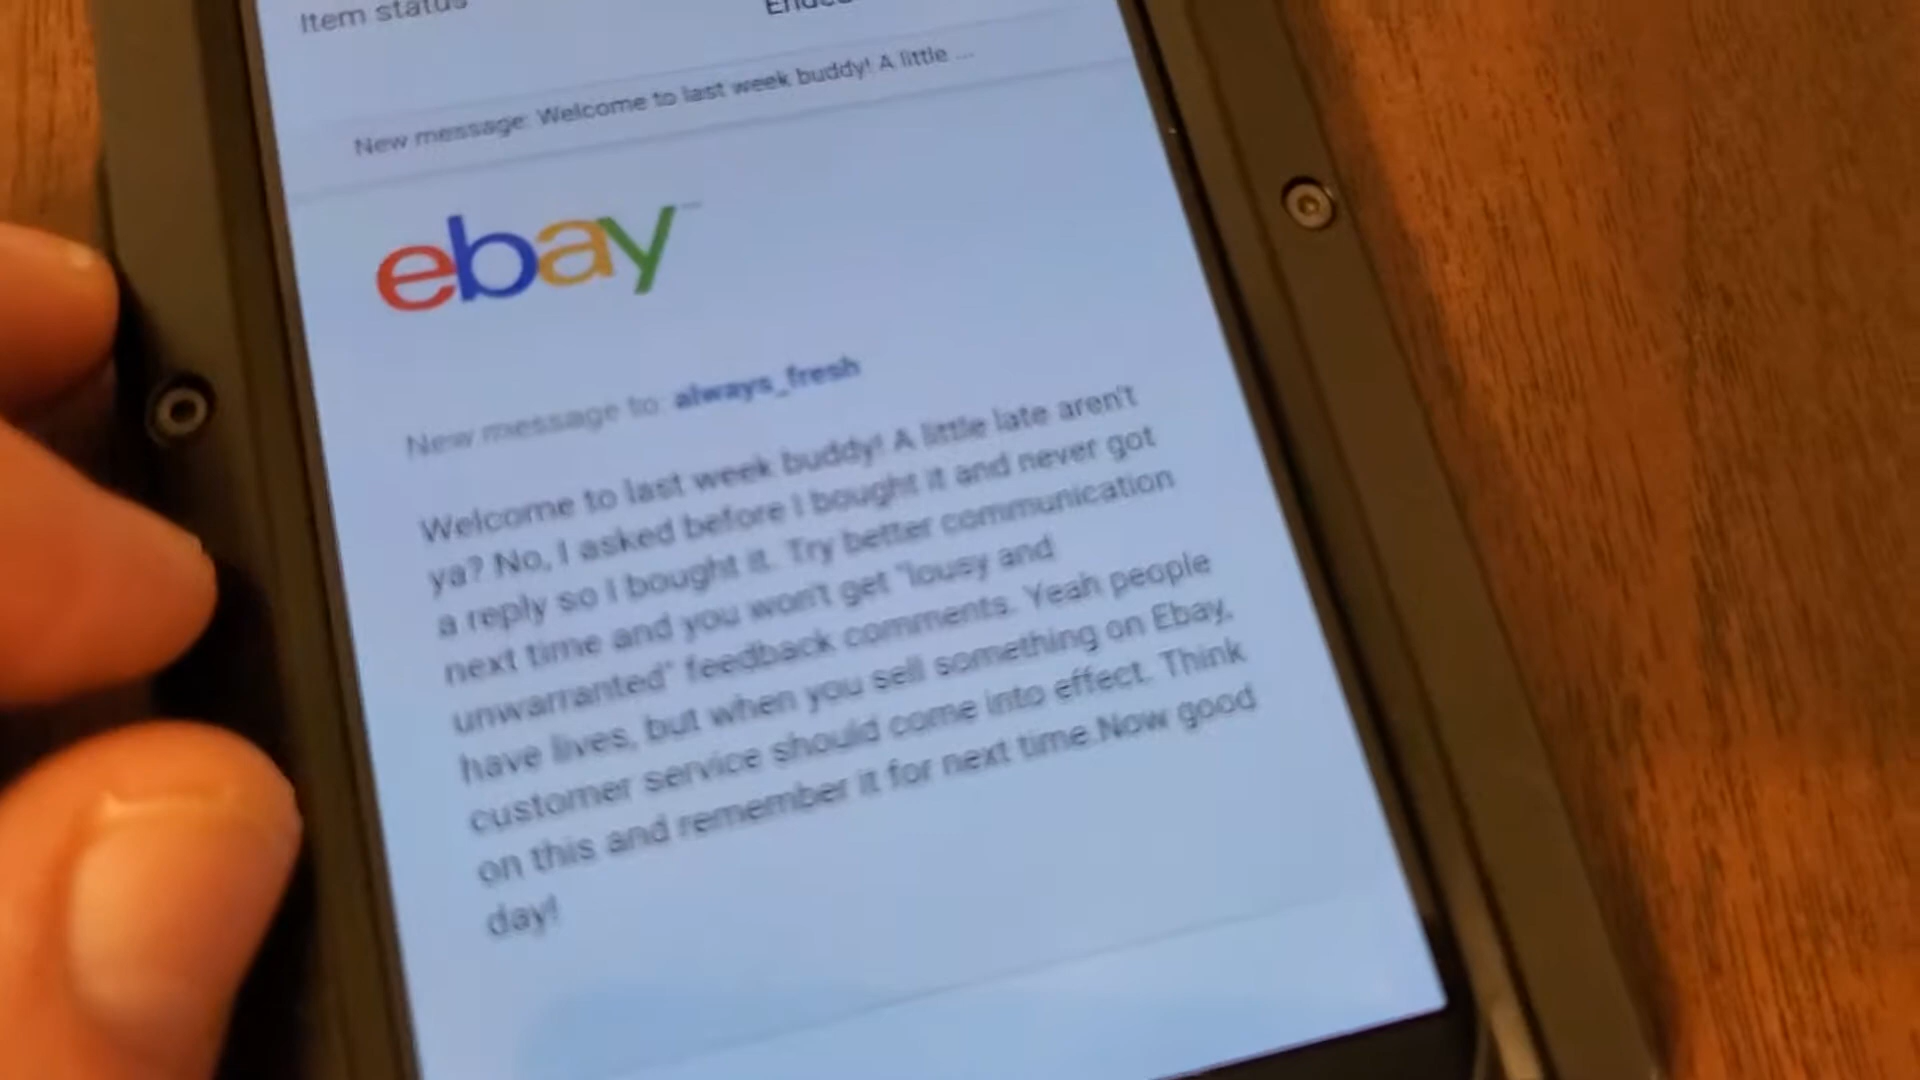 Item status
New message: Welcome to last week buddy! A little ...
ebay™
New message to: always_fresh
Welcome to last week buddy! A little late aren't
ya? No, I asked before I bought it and never got
a reply so I bought it. Try better communication
next time and you won't get "lousy and
unwarranted" feedback comments. Yeah people
have lives, but when you sell something on Ebay,
customer service should come into effect. Think
on this and remember it for next time.Now good
day!